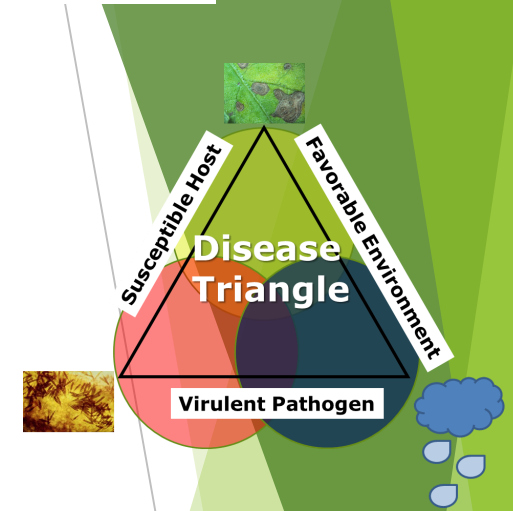 Susceptible Host
Favorable Environment
Disease
Triangle
Virulent Pathogen